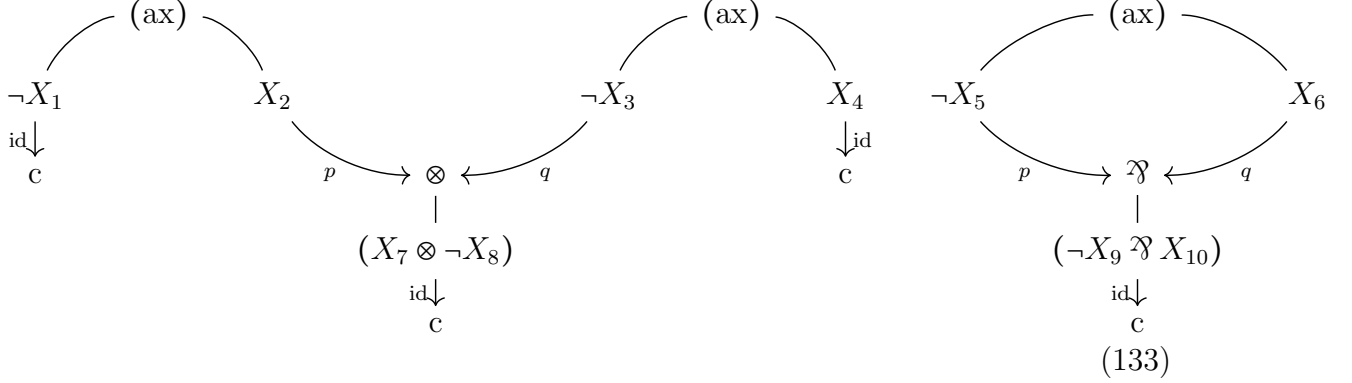 (ax) (ax) (ax)
¬X₁ X₂ ¬X₃ X₄ ¬X₅ X₆
id id
c p ⊗ q c p ⅋ q
(X₇ ⊗ ¬X₈) (¬X₉ ⅋ X₁₀)
id id
c c
(133)